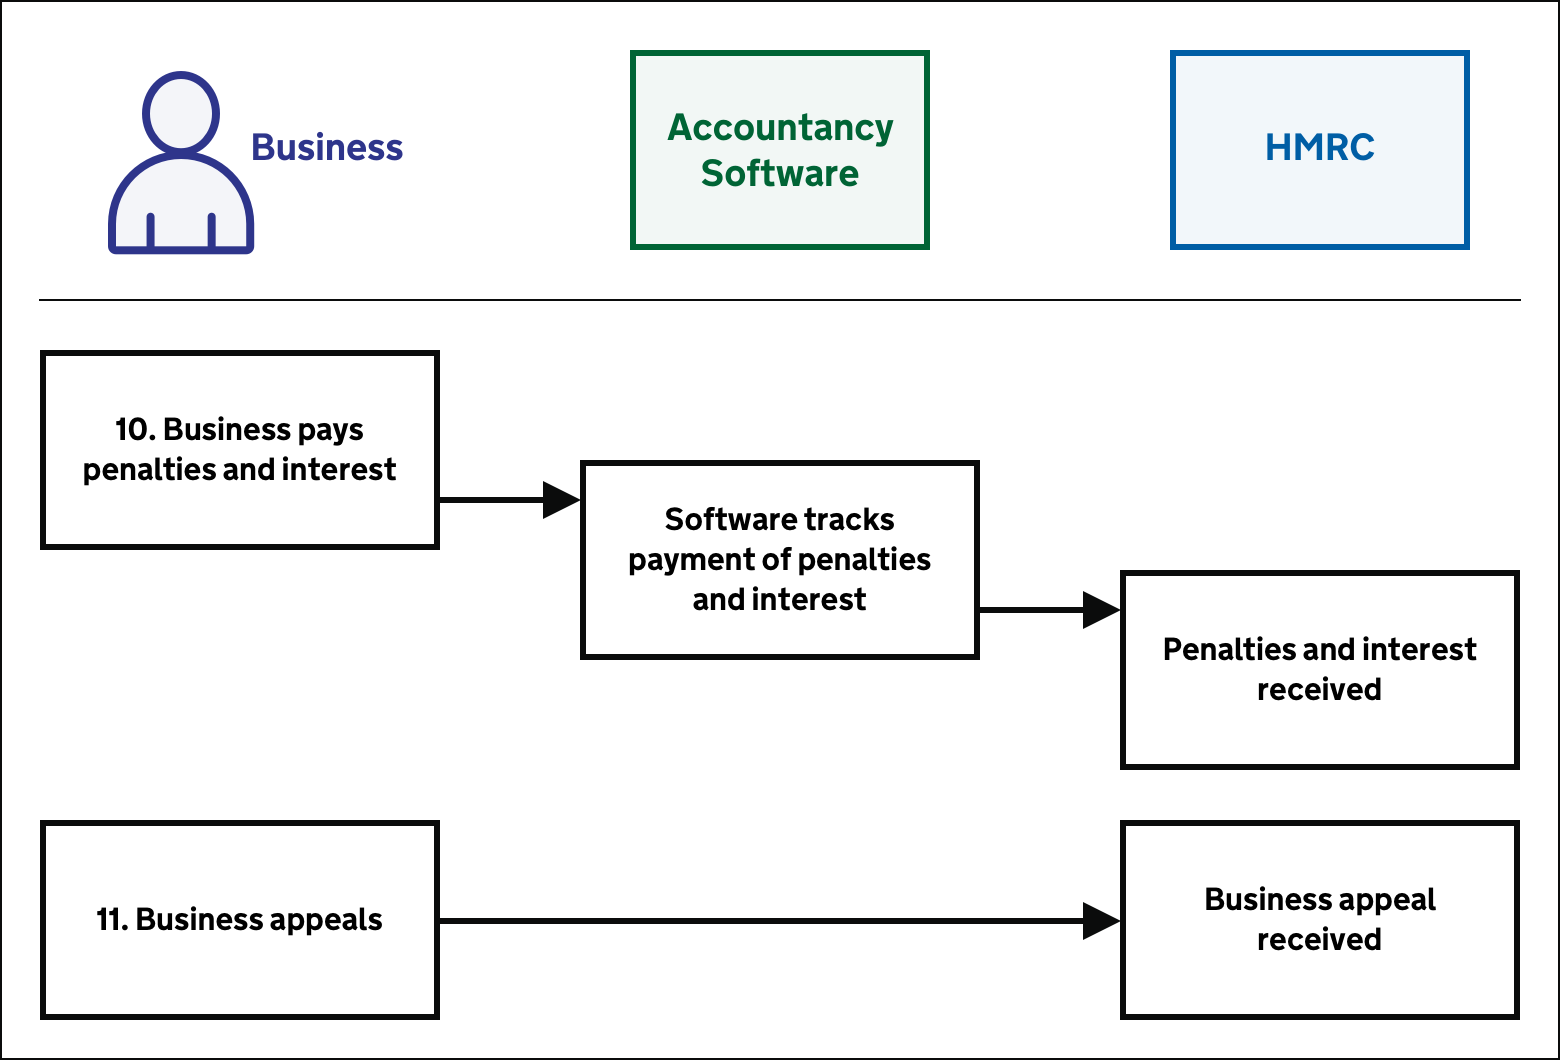 Business
Accountancy
Software
HMRC
10. Business pays
penalties and interest
Software tracks
payment of penalties
and interest
Penalties and interest
received
11. Business appeals
Business appeal
received